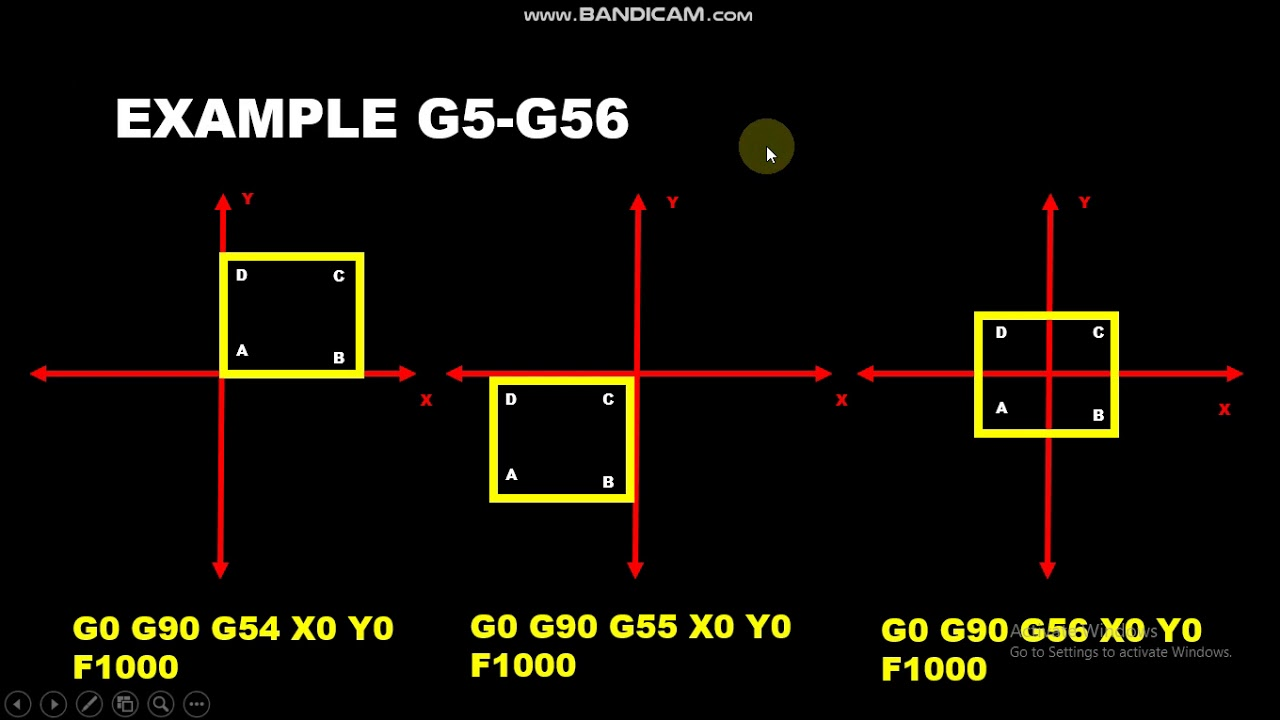 www.BANDICAM.com
EXAMPLE G5-G56
Y
D C
A B
X
Y
D C
A B
X
Y
D C
A B
X
G0 G90 G54 X0 Y0
F1000
G0 G90 G55 X0 Y0
F1000
G0 G90 G56 X0 Y0
F1000
Activate Windows
Go to Settings to activate Windows.